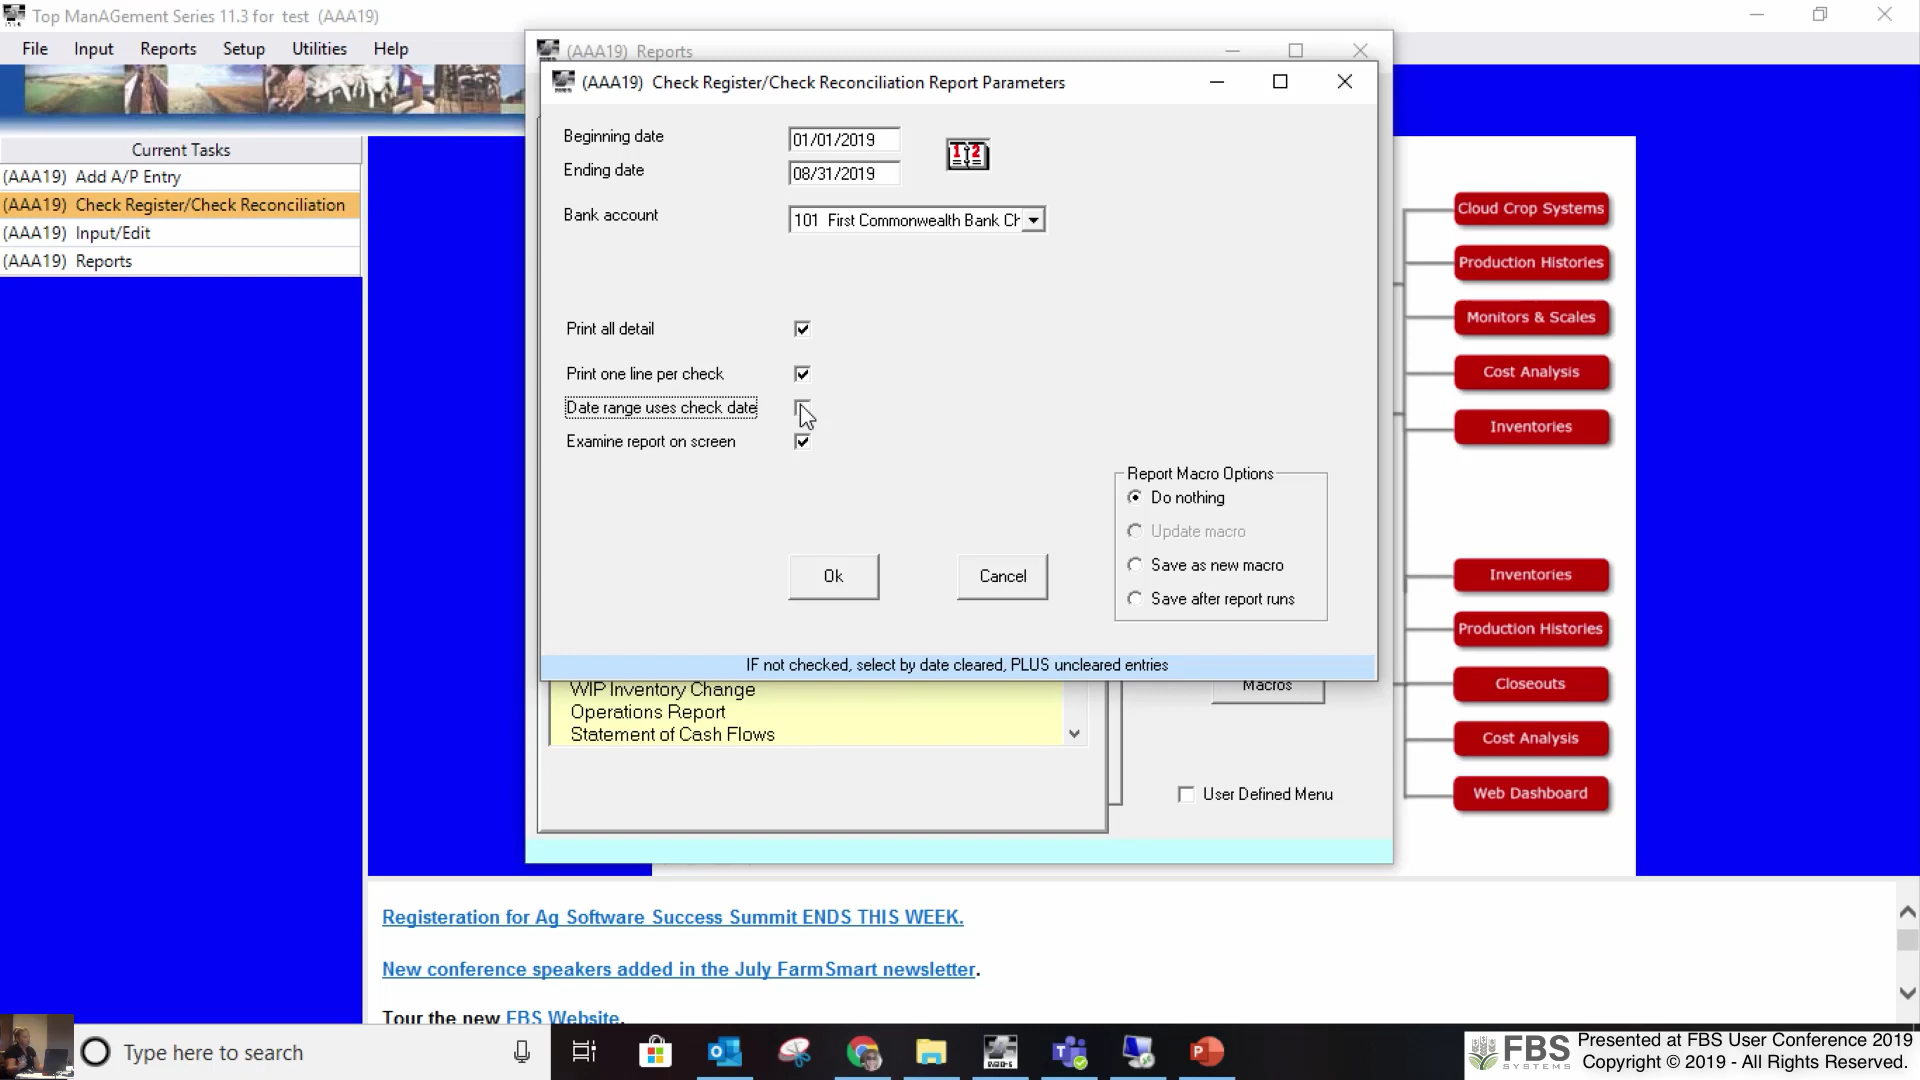 Top ManAGement Series 11.3 for test (AAA19)
File Input Reports Setup Utilities Help
(AAA19) Reports
(AAA19) Check Register/Check Reconciliation Report Parameters
Current Tasks
(AAA19) Add A/P Entry
(AAA19) Check Register/Check Reconciliation
(AAA19) Input/Edit
(AAA19) Reports
Beginning date 01/01/2019
Ending date 08/31/2019
Bank account 101 First Commonwealth Bank Ch
Print all detail
Print one line per check
Date range uses check date
Examine report on screen
Report Macro Options
Do nothing
Update macro
Save as new macro
Save after report runs
Ok Cancel
IF not checked, select by date cleared, PLUS uncleared entries
WIP Inventory Change
Operations Report
Statement of Cash Flows
Macros
User Defined Menu
Cloud Crop Systems
Production Histories
Monitors & Scales
Cost Analysis
Inventories
Inventories
Production Histories
Closeouts
Cost Analysis
Web Dashboard
Registeration for Ag Software Success Summit ENDS THIS WEEK.
New conference speakers added in the July FarmSmart newsletter.
Tour the new FBS Website.
Type here to search
FBS SYSTEMS
Presented at FBS User Conference 2019
Copyright © 2019 - All Rights Reserved.